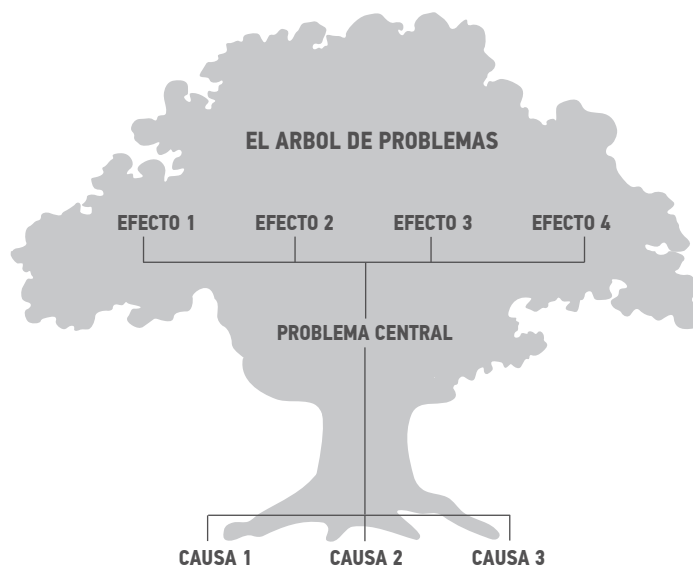 EL ARBOL DE PROBLEMAS
EFECTO 1 EFECTO 2 EFECTO 3 EFECTO 4
PROBLEMA CENTRAL
CAUSA 1 CAUSA 2 CAUSA 3